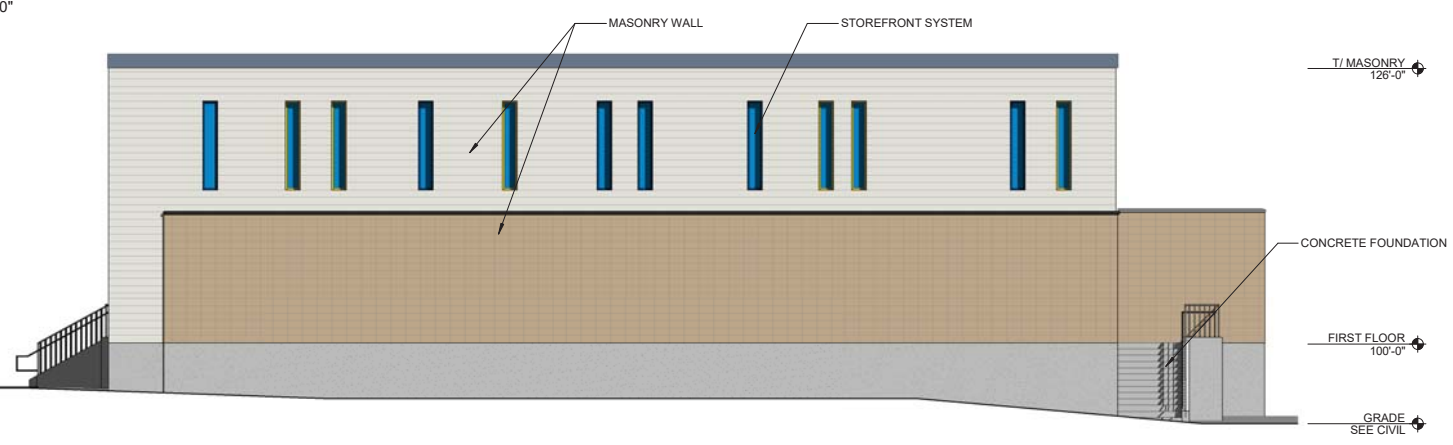 0"
MASONRY WALL
STOREFRONT SYSTEM
T/ MASONRY
126'-0"
CONCRETE FOUNDATION
FIRST FLOOR
100'-0"
GRADE
SEE CIVIL